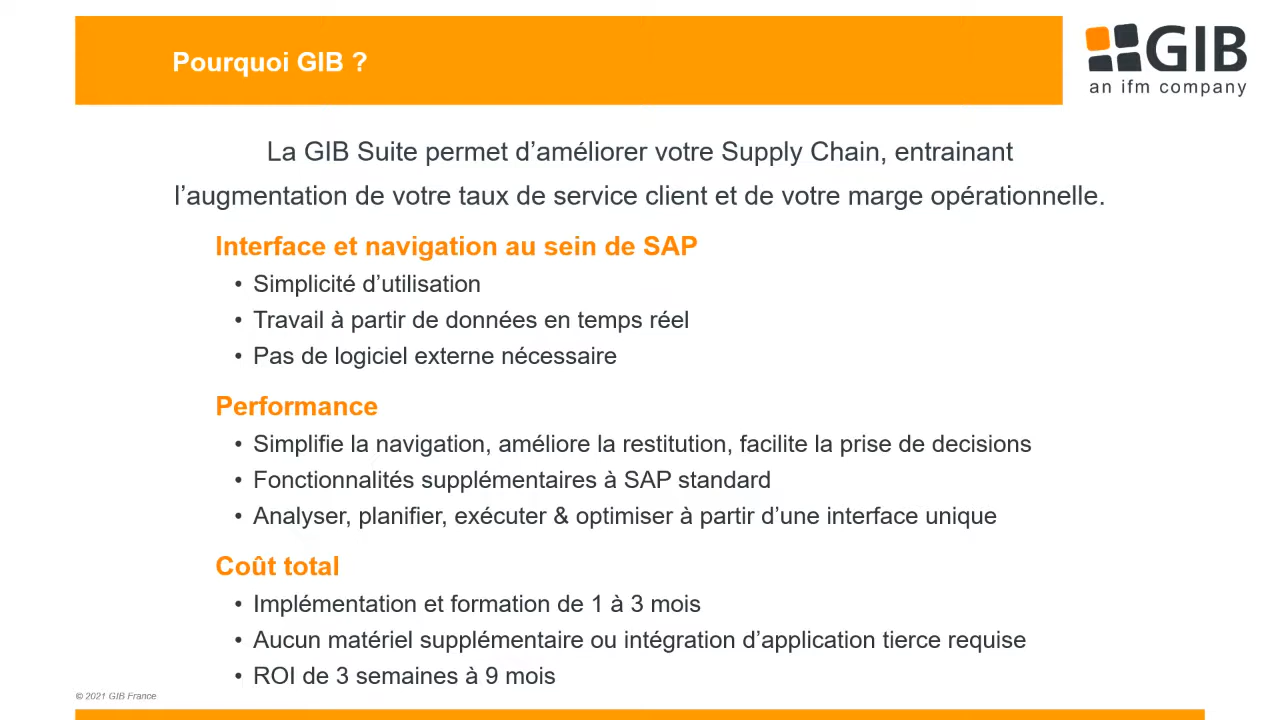 Pourquoi GIB ?
GIB
an ifm company
La GIB Suite permet d’améliorer votre Supply Chain, entrainant
l’augmentation de votre taux de service client et de votre marge opérationnelle.
Interface et navigation au sein de SAP
• Simplicité d’utilisation
• Travail à partir de données en temps réel
• Pas de logiciel externe nécessaire
Performance
• Simplifie la navigation, améliore la restitution, facilite la prise de decisions
• Fonctionnalités supplémentaires à SAP standard
• Analyser, planifier, exécuter & optimiser à partir d’une interface unique
Coût total
• Implémentation et formation de 1 à 3 mois
• Aucun matériel supplémentaire ou intégration d’application tierce requise
• ROI de 3 semaines à 9 mois
© 2021 GIB France